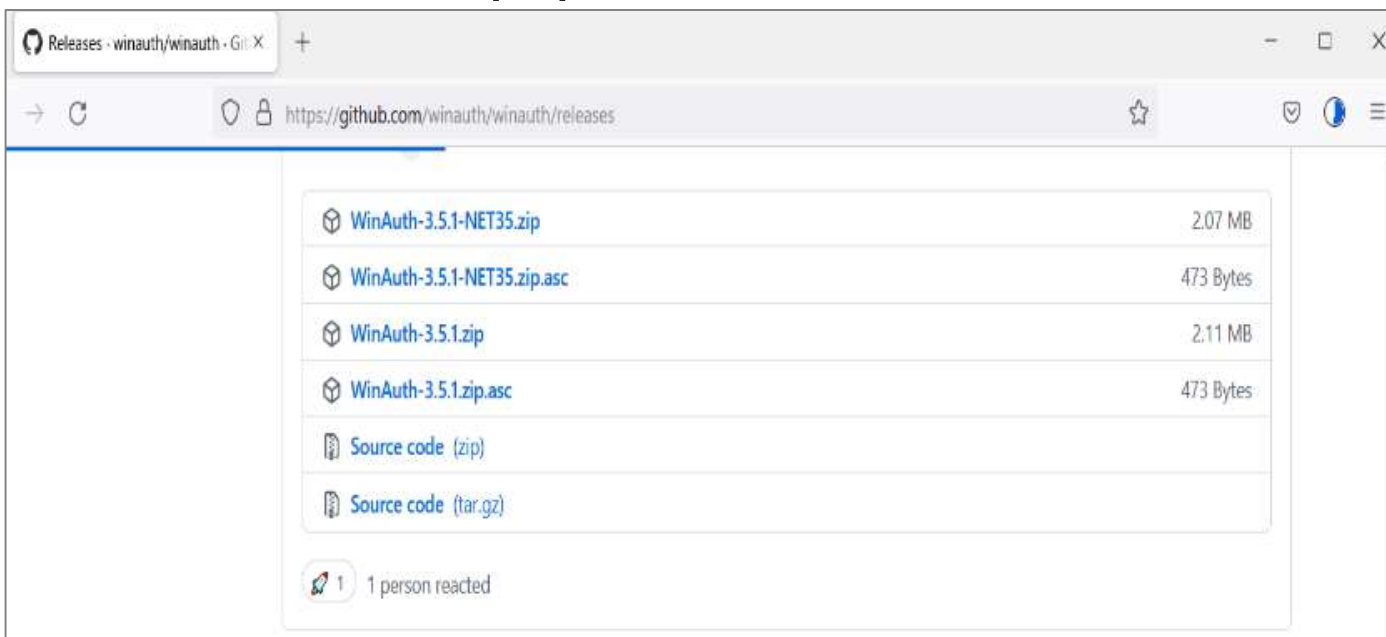 Releases · winauth/winauth · Git
https://github.com/winauth/winauth/releases
WinAuth-3.5.1-NET35.zip 2.07 MB
WinAuth-3.5.1-NET35.zip.asc 473 Bytes
WinAuth-3.5.1.zip 2.11 MB
WinAuth-3.5.1.zip.asc 473 Bytes
Source code (zip)
Source code (tar.gz)
1 1 person reacted